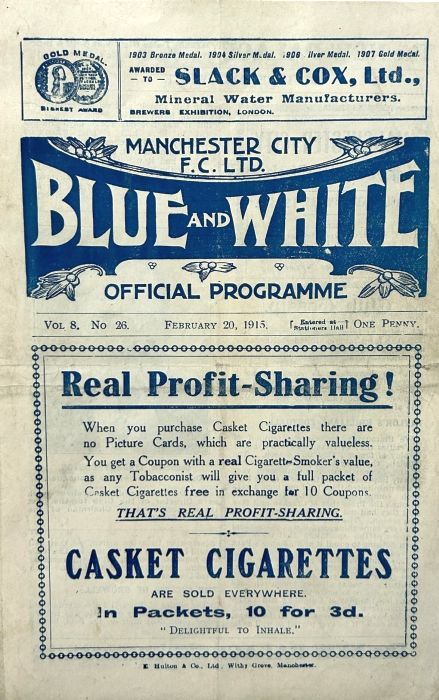 GOLD MEDAL.
HIGHEST AWARD
1903 Bronze Medal. 1904 Silver Medal. 1906 Silver Medal. 1907 Gold Medal.
AWARDED
— TO —
SLACK & COX, Ltd.,
Mineral Water Manufacturers.
BREWERS EXHIBITION, LONDON.
MANCHESTER CITY
F.C. LTD.
BLUE AND WHITE
OFFICIAL PROGRAMME
VOL 8. No 26.
FEBRUARY 20, 1915.
[Entered at Stationers Hall]
ONE PENNY.
Real Profit-Sharing!
When you purchase Casket Cigarettes there are
no Picture Cards, which are practically valueless.
You get a Coupon with a real Cigarette-Smoker's value,
as any Tobacconist will give you a full packet of
Casket Cigarettes free in exchange for 10 Coupons.
THAT'S REAL PROFIT-SHARING.
CASKET CIGARETTES
ARE SOLD EVERYWHERE.
In Packets, 10 for 3d.
"DELIGHTFUL TO INHALE."
E. Hulton & Co., Ltd., Withy Grove, Manchester.